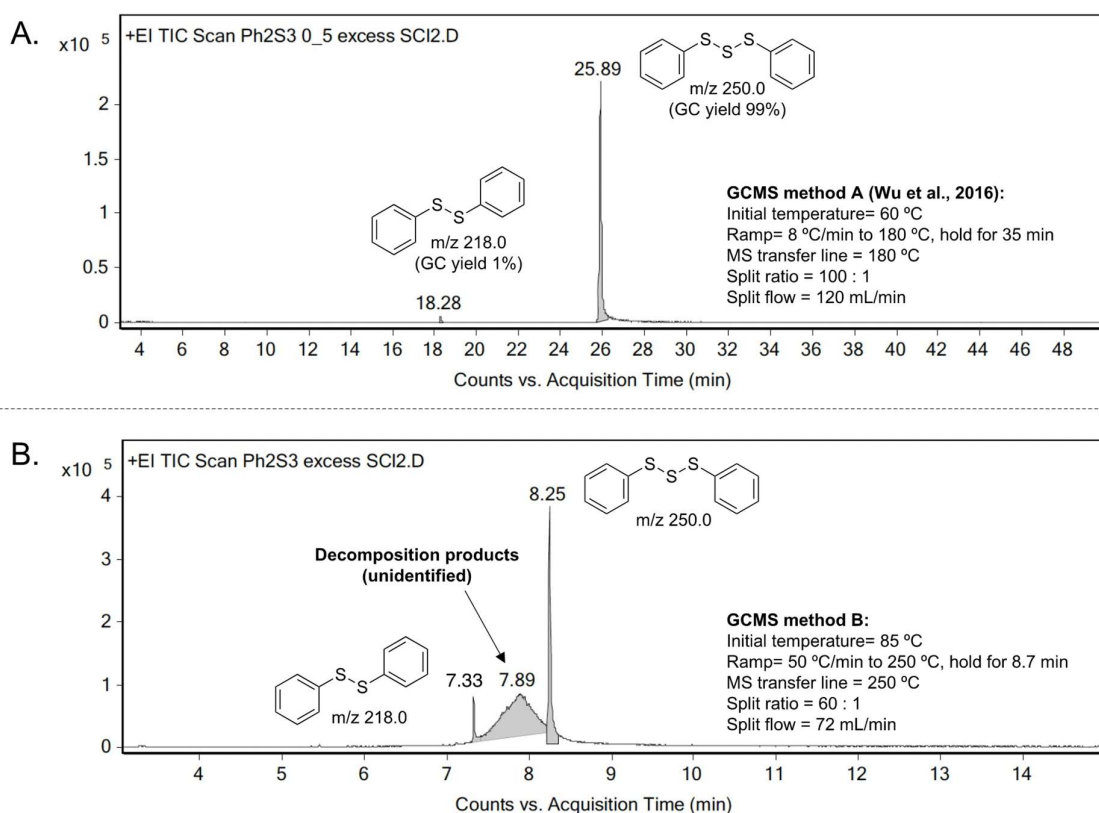 A.
x10 5
+EI TIC Scan Ph2S3 0_5 excess SCl2.D
25.89
S S S
m/z 250.0
(GC yield 99%)
2
1.5
1
0.5
0
S S
m/z 218.0
(GC yield 1%)
18.28
GCMS method A (Wu et al., 2016):
Initial temperature= 60 ºC
Ramp= 8 ºC/min to 180 ºC, hold for 35 min
MS transfer line = 180 ºC
Split ratio = 100 : 1
Split flow = 120 mL/min
4 6 8 10 12 14 16 18 20 22 24 26 28 30 32 34 36 38 40 42 44 46 48
Counts vs. Acquisition Time (min)
B.
x10 5
+EI TIC Scan Ph2S3 excess SCl2.D
8.25
S S S
m/z 250.0
4
3
2
1
0
Decomposition products
(unidentified)
S S
m/z 218.0
7.33 7.89
GCMS method B:
Initial temperature= 85 ºC
Ramp= 50 ºC/min to 250 ºC, hold for 8.7 min
MS transfer line = 250 ºC
Split ratio = 60 : 1
Split flow = 72 mL/min
4 5 6 7 8 9 10 11 12 13 14
Counts vs. Acquisition Time (min)